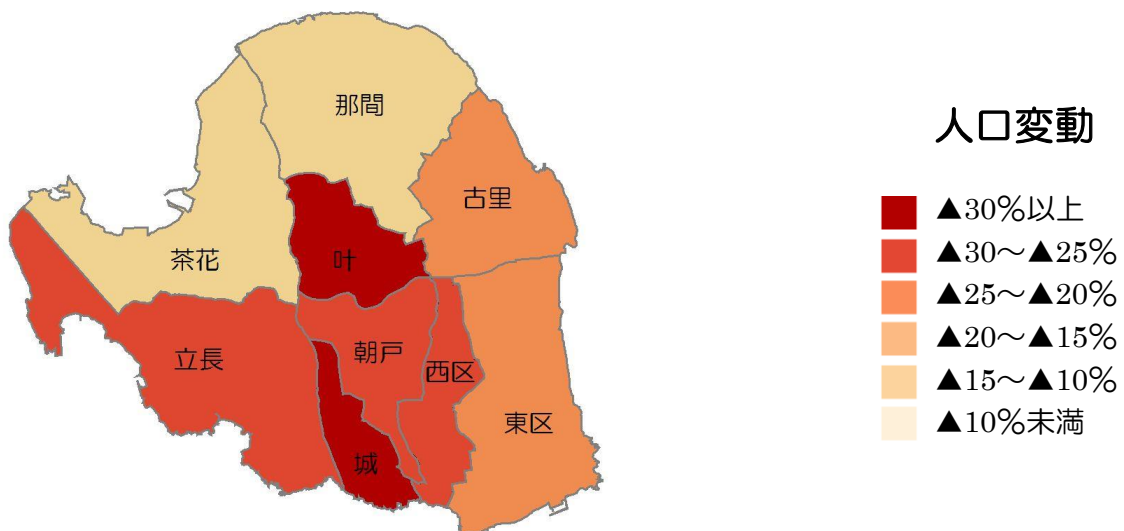 那間
古里
茶花
叶
立長
朝戸
西区
東区
城
人口変動
▲30%以上
▲30～▲25%
▲25～▲20%
▲20～▲15%
▲15～▲10%
▲10%未満